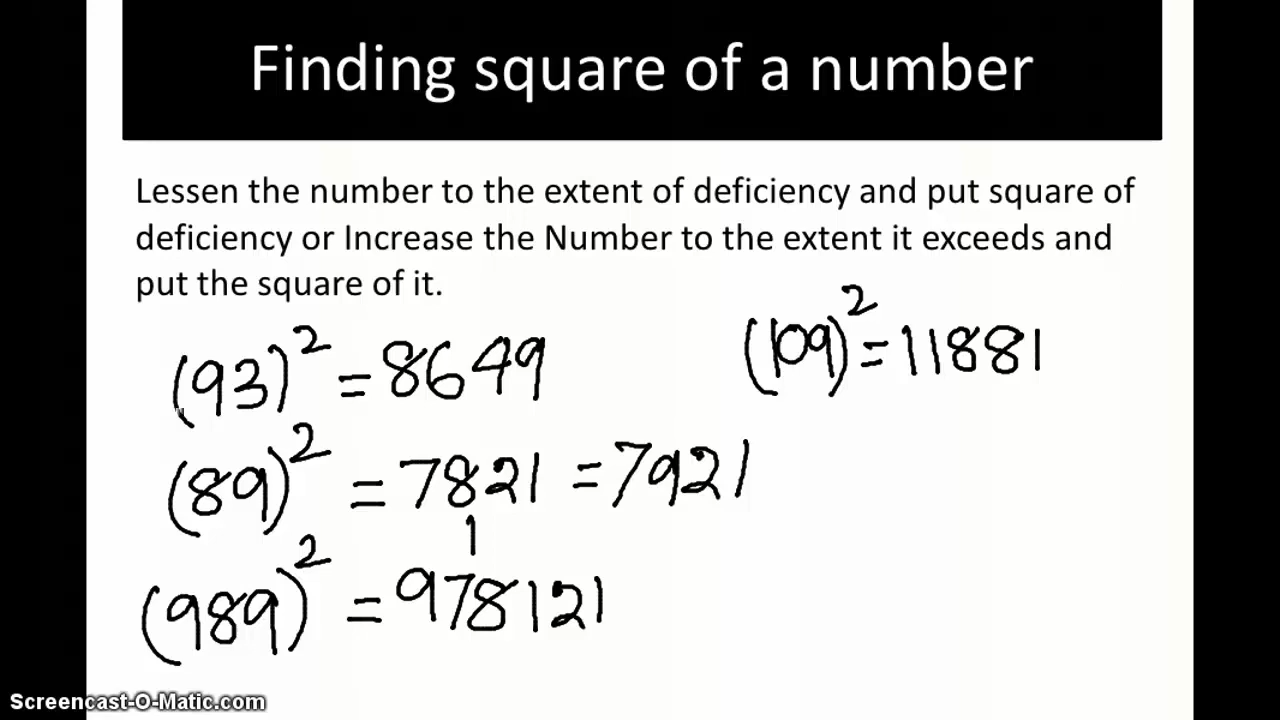 Finding square of a number
Lessen the number to the extent of deficiency and put square of
deficiency or Increase the Number to the extent it exceeds and
put the square of it.
(93)² = 8649
(109)² = 11881
(89)² = 7821 = 7921
1
(989)² = 978121
Screencast-O-Matic.com